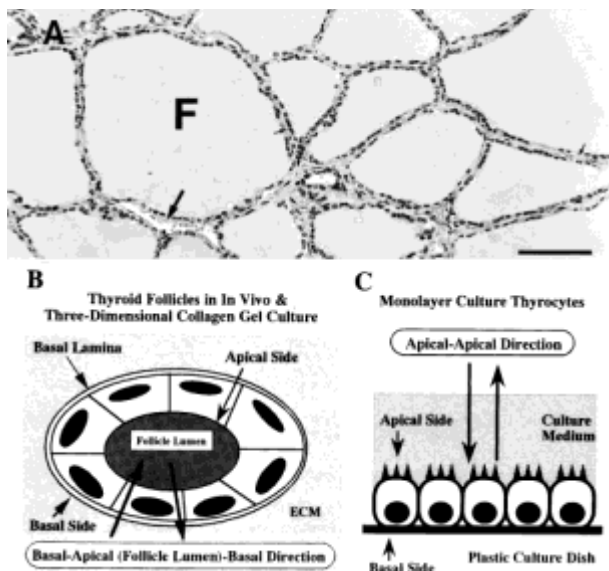 A
F
B
Thyroid Follicles in In Vivo &
Three-Dimensional Collagen Gel Culture
Basal Lamina
Apical Side
Follicle Lumen
ECM
Basal Side
Basal-Apical (Follicle Lumen)-Basal Direction
C
Monolayer Culture Thyrocytes
Apical-Apical Direction
Apical Side
Culture
Medium
Plastic Culture Dish
Basal Side